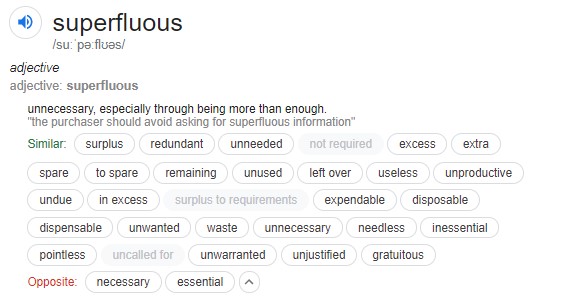 superfluous
/suːˈpəːflʊəs/
adjective
adjective: superfluous
unnecessary, especially through being more than enough.
"the purchaser should avoid asking for superfluous information"
Similar: surplus redundant unneeded not required excess extra
spare to spare remaining unused left over useless unproductive
undue in excess surplus to requirements expendable disposable
dispensable unwanted waste unnecessary needless inessential
pointless uncalled for unwarranted unjustified gratuitous
Opposite: necessary essential